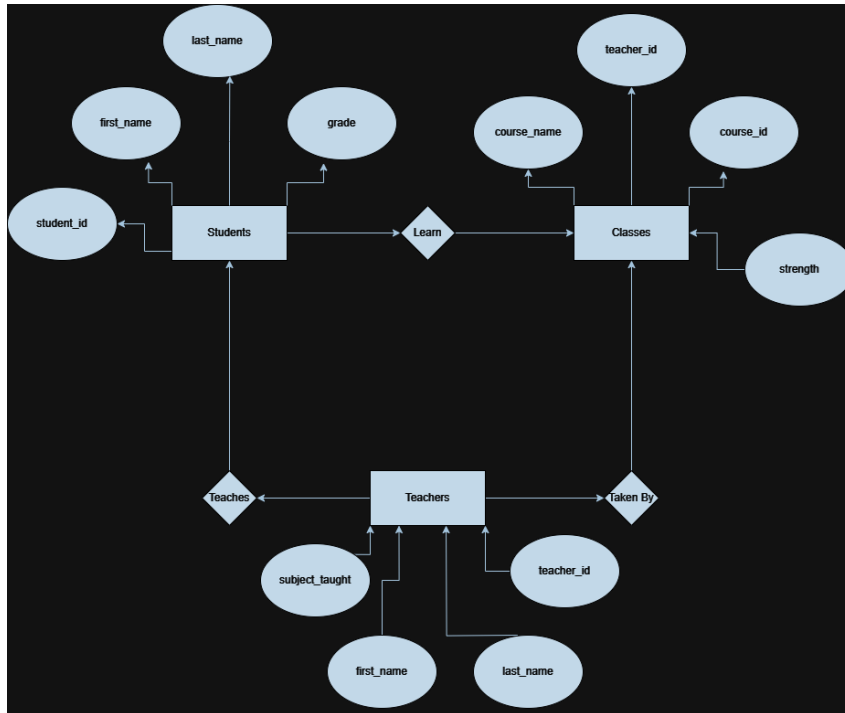 last_name
teacher_id
first_name
grade
course_name
course_id
student_id
Students
Learn
Classes
strength
Teaches
Teachers
Taken By
subject_taught
teacher_id
first_name
last_name